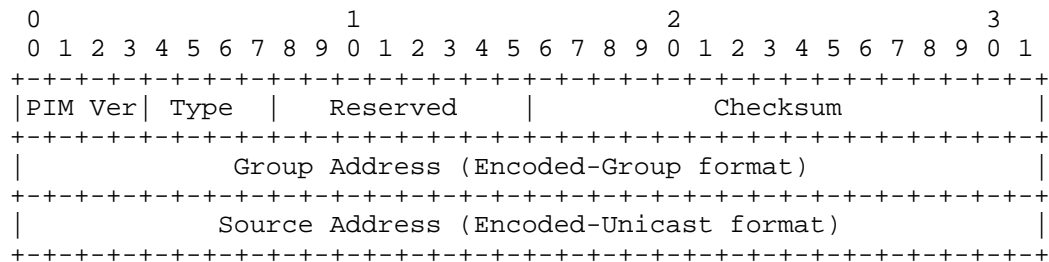 0                   1                   2                   3
 0 1 2 3 4 5 6 7 8 9 0 1 2 3 4 5 6 7 8 9 0 1 2 3 4 5 6 7 8 9 0 1
+-+-+-+-+-+-+-+-+-+-+-+-+-+-+-+-+-+-+-+-+-+-+-+-+-+-+-+-+-+-+-+-+
|PIM Ver| Type  |   Reserved    |           Checksum            |
+-+-+-+-+-+-+-+-+-+-+-+-+-+-+-+-+-+-+-+-+-+-+-+-+-+-+-+-+-+-+-+-+
|             Group Address (Encoded-Group format)              |
+-+-+-+-+-+-+-+-+-+-+-+-+-+-+-+-+-+-+-+-+-+-+-+-+-+-+-+-+-+-+-+-+
|            Source Address (Encoded-Unicast format)            |
+-+-+-+-+-+-+-+-+-+-+-+-+-+-+-+-+-+-+-+-+-+-+-+-+-+-+-+-+-+-+-+-+